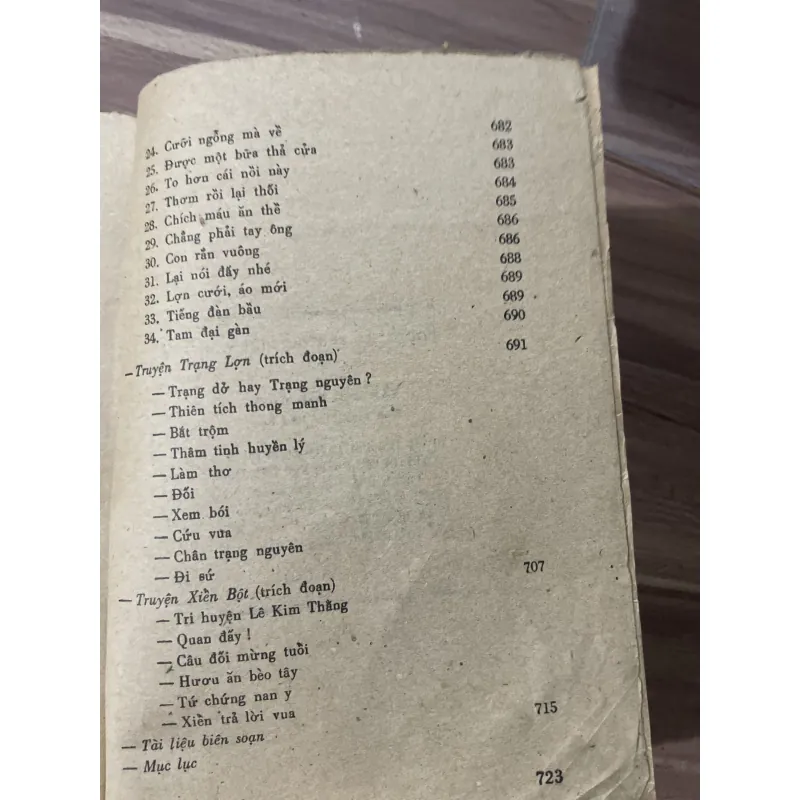 24. Cưỡi ngỗng mà về 682
25. Được một bữa thả cửa 683
26. To hơn cái nồi này 683
27. Thơm rồi lại thối 684
28. Chích máu ăn thề 685
29. Chẳng phải tay ông 686
30. Con rắn vuông 686
31. Lại nói đấy nhé 688
32. Lợn cưới, áo mới 689
33. Tiếng đàn bầu 689
34. Tam đại gàn 690
— Truyện Trạng Lợn (trích đoạn) 691
— Trạng dở hay Trạng nguyên ?
— Thiên tích thong manh
— Bắt trộm
— Thâm tinh huyền lý
— Làm thơ
— Đối
— Xem bói
— Cứu vua
— Chân trạng nguyên
— Đi sứ
— Truyện Xiển Bột (trích đoạn) 707
— Tri huyện Lê Kim Thằng
— Quan đấy !
— Câu đối mừng tuổi
— Hươu ăn bèo tây
— Tứ chứng nan y
— Xiển trả lời vua
— Tài liệu biên soạn 715
— Mục lục
723